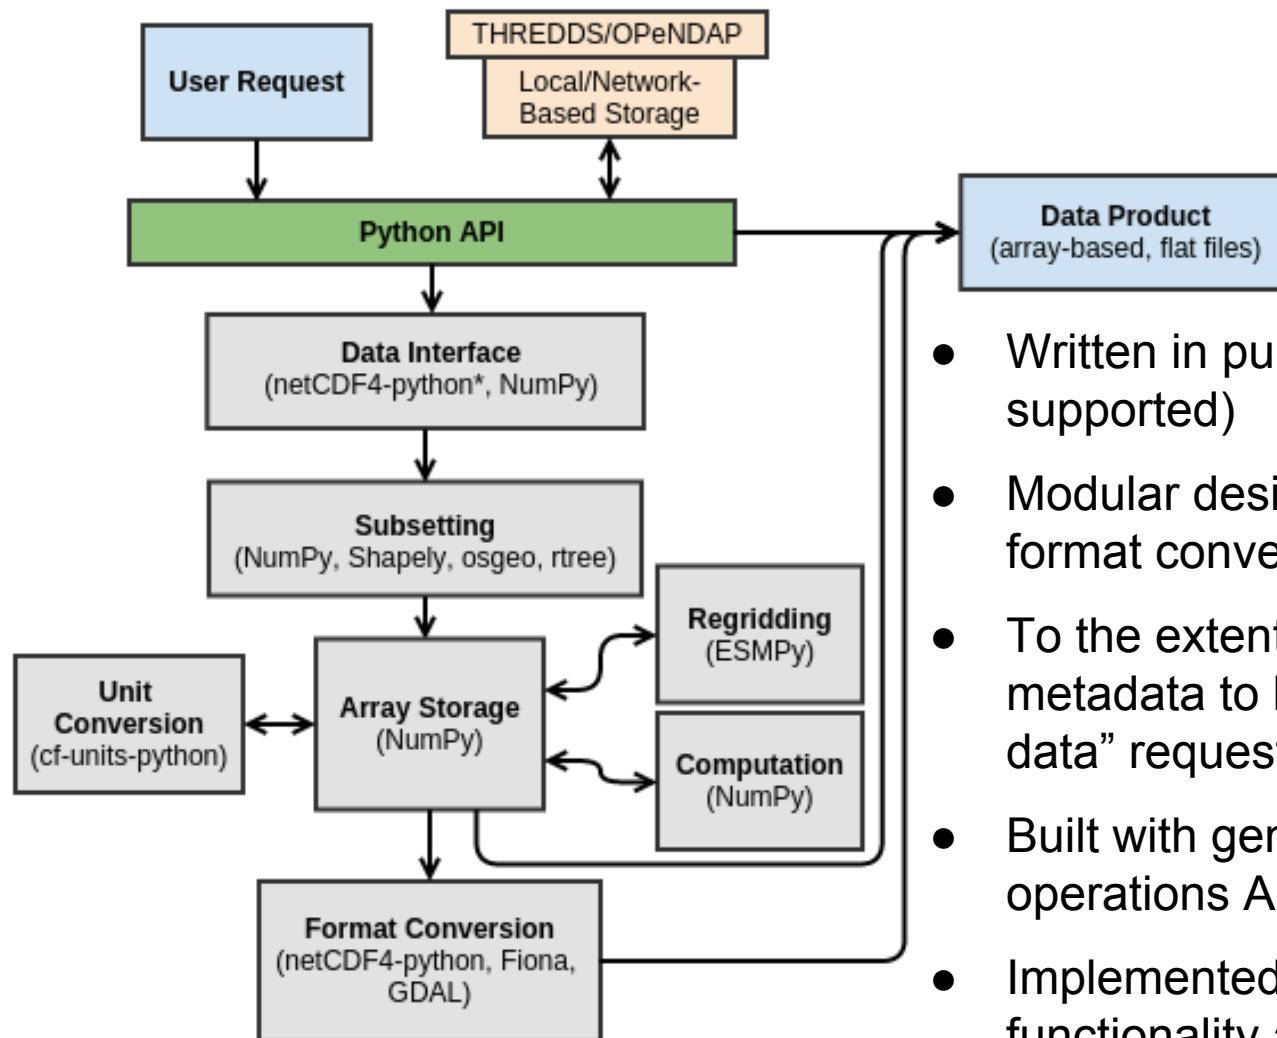 User Request
THREDDS/OPeNDAP
Local/Network-
Based Storage
Python API
Data Product
(array-based, flat files)
Data Interface
(netCDF4-python*, NumPy)
Subsetting
(NumPy, Shapely, osgeo, rtree)
Regridding
(ESMPy)
Unit
Conversion
(cf-units-python)
Array Storage
(NumPy)
Computation
(NumPy)
Format Conversion
(netCDF4-python, Fiona,
GDAL)
● Written in pu
supported)
● Modular desi
format conve
● To the extent
metadata to
data” request
● Built with ger
operations A
● Implemented
functionality